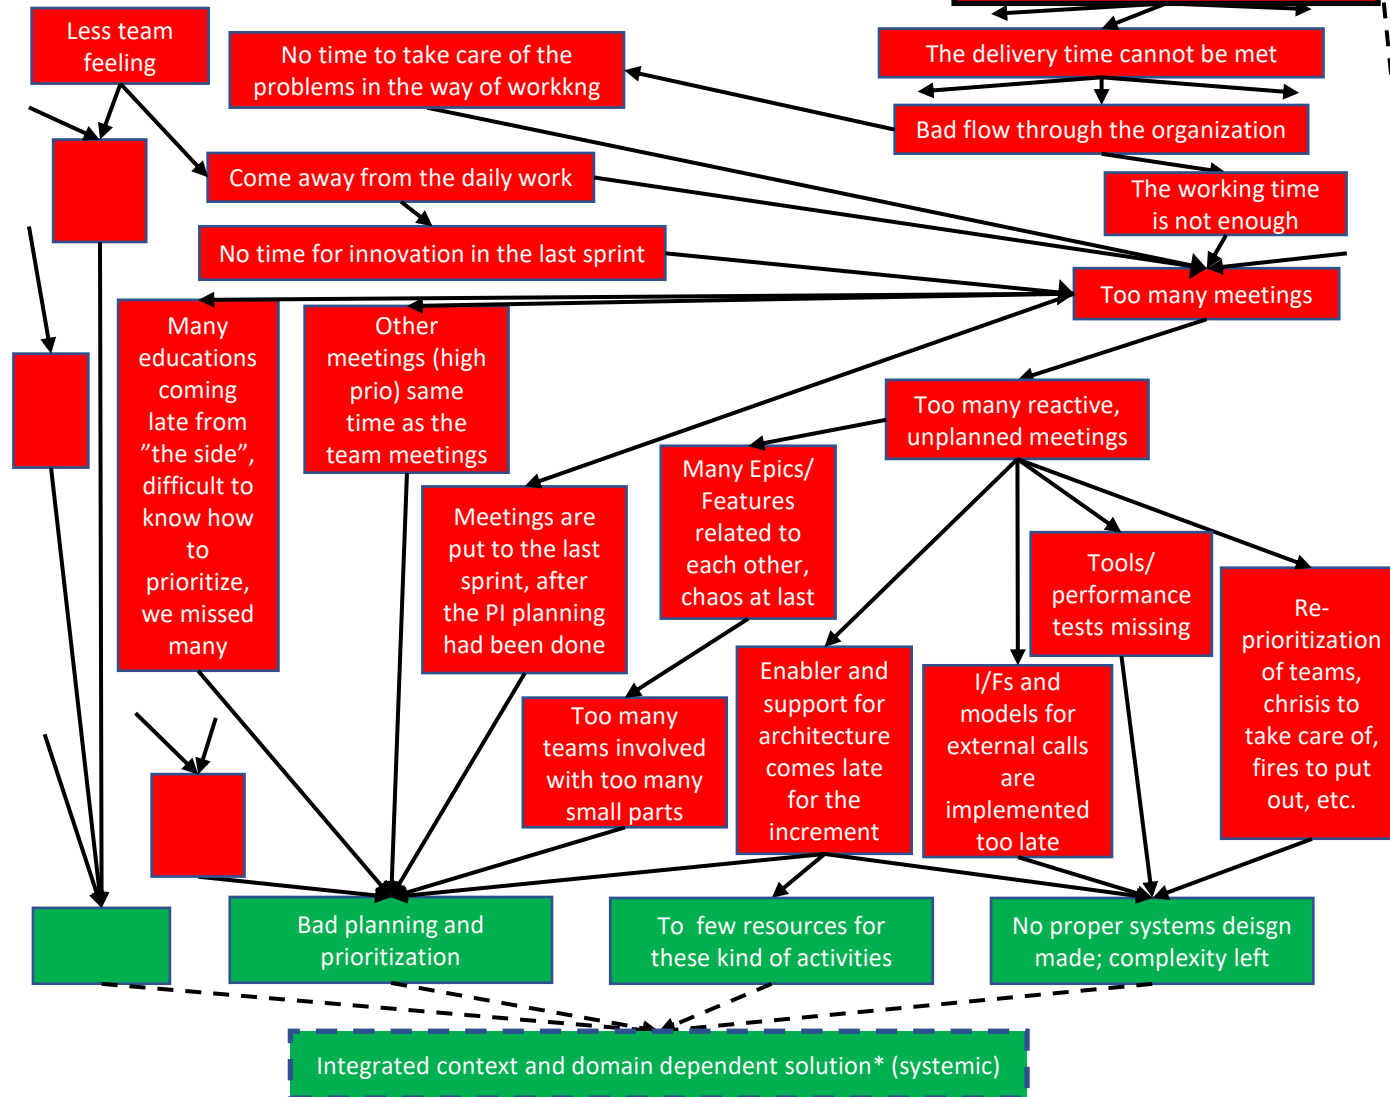 Less team
feeling
No time to take care of the
problems in the way of workkng
The delivery time cannot be met
Bad flow through the organization
Come away from the daily work
The working time
is not enough
No time for innovation in the last sprint
Too many meetings
Many
educations
coming
late from
”the side”,
difficult to
know how
to
prioritize,
we missed
many
Other
meetings (high
prio) same
time as the
team meetings
Too many reactive,
unplanned meetings
Many Epics/
Features
related to
each other,
chaos at last
Meetings are
put to the last
sprint, after
the PI planning
had been done
Tools/
performance
tests missing
Re-
prioritization
of teams,
chrisis to
take care of,
fires to put
out, etc.
Enabler and
support for
architecture
comes late
for the
increment
I/Fs and
models for
external calls
are
implemented
too late
Too many
teams involved
with too many
small parts
Bad planning and
prioritization
To few resources for
these kind of activities
No proper systems deisgn
made; complexity left
Integrated context and domain dependent solution* (systemic)